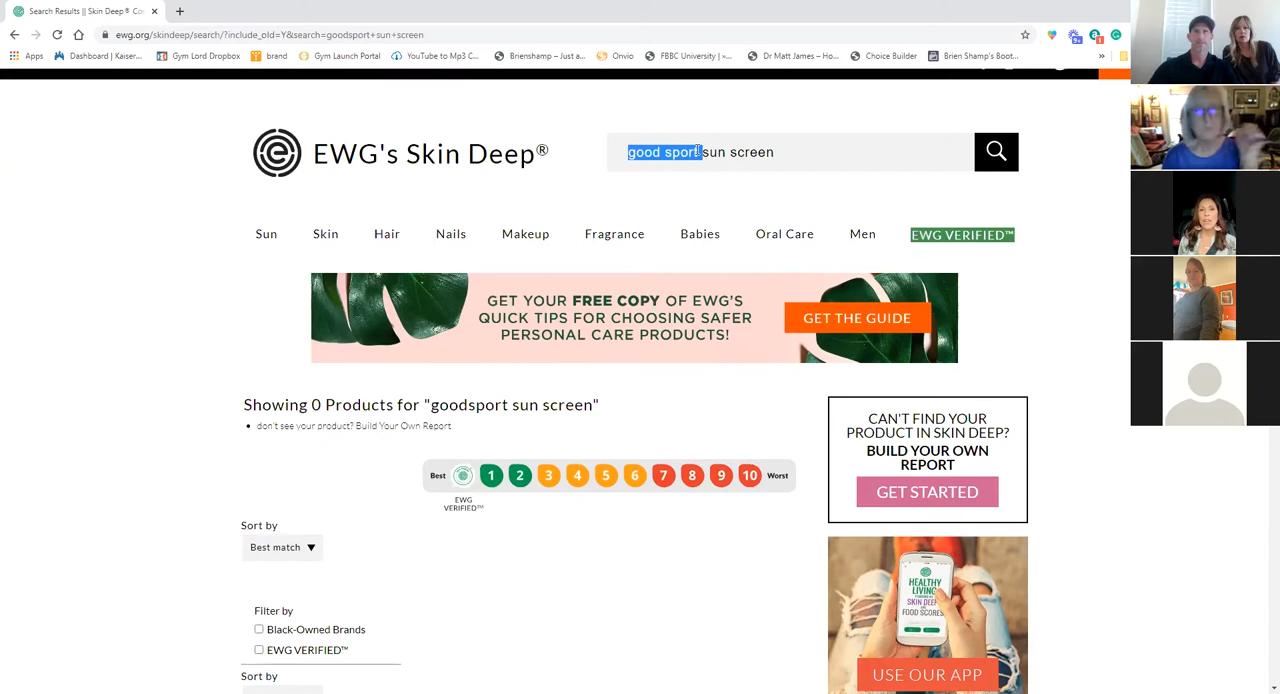 Search Results || Skin Deep® Co
ewg.org/skindeep/search/?include_old=Y&search=goodsport+sun+screen
Apps
Dashboard | Kaiser...
Gym Lord Dropbox
brand
Gym Launch Portal
YouTube to Mp3 C...
Brienshamp – Just a...
Onvio
FBBC University | »...
Dr Matt James – Ho...
Choice Builder
Brien Shamp's Boot...
EWG's Skin Deep®
good sport sun screen
Sun
Skin
Hair
Nails
Makeup
Fragrance
Babies
Oral Care
Men
EWG VERIFIED™
GET YOUR FREE COPY OF EWG'S
QUICK TIPS FOR CHOOSING SAFER
PERSONAL CARE PRODUCTS!
GET THE GUIDE
Showing 0 Products for "goodsport sun screen"
don't see your product? Build Your Own Report
Best
1 2 3 4 5 6 7 8 9 10
Worst
EWG
VERIFIED™
Sort by
Best match ▼
Filter by
Black-Owned Brands
EWG VERIFIED™
Sort by
CAN'T FIND YOUR
PRODUCT IN SKIN DEEP?
BUILD YOUR OWN
REPORT
GET STARTED
HEALTHY
LIVING
SKIN DEEP
FOOD SCORES
USE OUR APP